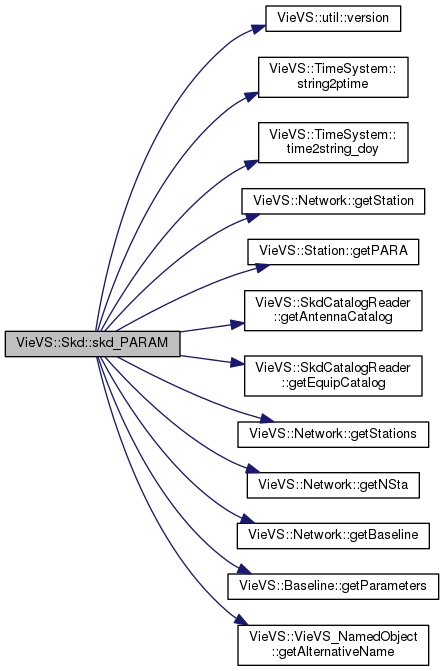 VieVS::util::version
VieVS::TimeSystem::
string2ptime
VieVS::TimeSystem::
time2string_doy
VieVS::Network::getStation
VieVS::Station::getPARA
VieVS::SkdCatalogReader
::getAntennaCatalog
VieVS::Skd::skd_PARAM
VieVS::SkdCatalogReader
::getEquipCatalog
VieVS::Network::getStations
VieVS::Network::getNSta
VieVS::Network::getBaseline
VieVS::Baseline::getParameters
VieVS::VieVS_NamedObject
::getAlternativeName